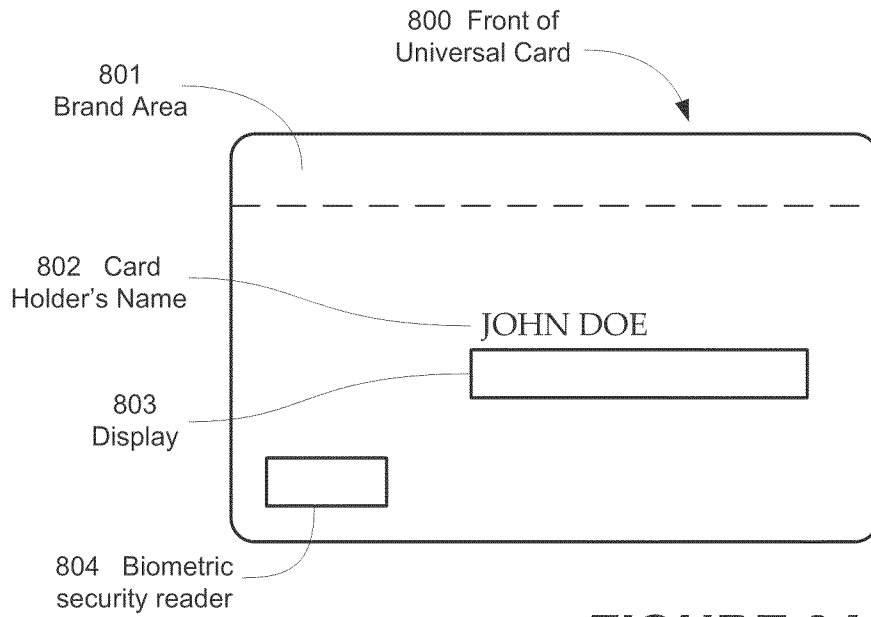 800 Front of
Universal Card
801
Brand Area
802 Card
Holder's Name
JOHN DOE
803
Display
804 Biometric
security reader